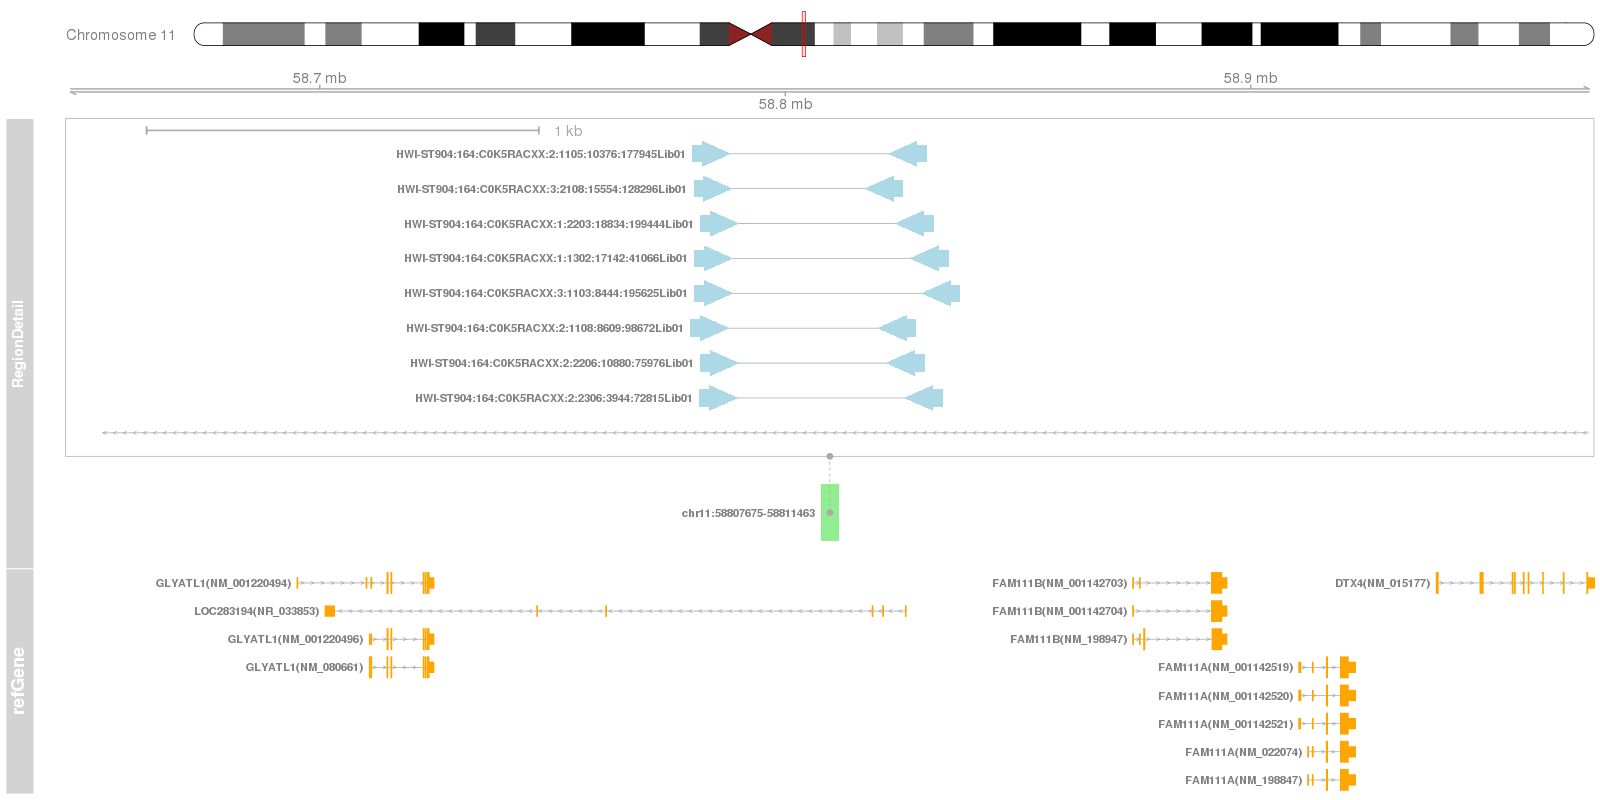 Chromosome 11
58.7 mb
58.9 mb
58.8 mb
1 kb
RegionDetail
HWI-ST904:164:C0K5RACXX:2:1105:10376:177945Lib01
HWI-ST904:164:C0K5RACXX:3:2108:15554:128296Lib01
HWI-ST904:164:C0K5RACXX:1:2203:18834:199444Lib01
HWI-ST904:164:C0K5RACXX:1:1302:17142:41066Lib01
HWI-ST904:164:C0K5RACXX:3:1103:8444:195625Lib01
HWI-ST904:164:C0K5RACXX:2:1108:8609:98672Lib01
HWI-ST904:164:C0K5RACXX:2:2206:10880:75976Lib01
HWI-ST904:164:C0K5RACXX:2:2306:3944:72815Lib01
chr11:58807675-58811463
refGene
GLYATL1(NM_001220494)
FAM111B(NM_001142703)
DTX4(NM_015177)
LOC283194(NR_033853)
FAM111B(NM_001142704)
GLYATL1(NM_001220496)
FAM111B(NM_198947)
GLYATL1(NM_080661)
FAM111A(NM_001142519)
FAM111A(NM_001142520)
FAM111A(NM_001142521)
FAM111A(NM_022074)
FAM111A(NM_198847)